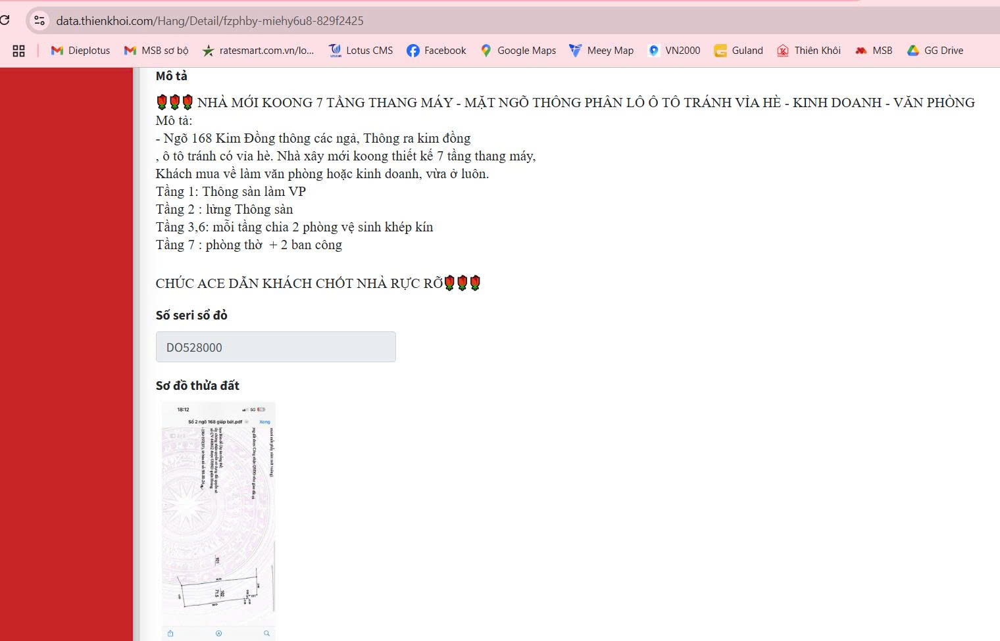 data.thienkhoi.com/Hang/Detail/fzphby-miehy6u8-829f2425
Dieplotus MSB sơ bộ ratesmart.com.vn/lo... Lotus CMS Facebook Google Maps Meey Map VN2000 Guland Thiên Khôi MSB GG Drive
Mô tả
🌹🌹🌹 NHÀ MỚI KOONG 7 TẦNG THANG MÁY - MẶT NGÕ THÔNG PHÂN LÔ Ô TÔ TRÁNH VỈA HÈ - KINH DOANH - VĂN PHÒNG
Mô tả:
- Ngõ 168 Kim Đồng thông các ngả, Thông ra kim đồng
, ô tô tránh có vỉa hè. Nhà xây mới koong thiết kế 7 tầng thang máy,
Khách mua về làm văn phòng hoặc kinh doanh, vừa ở luôn.
Tầng 1: Thông sàn làm VP
Tầng 2 : lửng Thông sàn
Tầng 3,6: mỗi tầng chia 2 phòng vệ sinh khép kín
Tầng 7 : phòng thờ + 2 ban công
CHÚC ACE DẪN KHÁCH CHỐT NHÀ RỰC RỠ🌹🌹🌹
Số seri sổ đỏ
DO528000
Sơ đồ thửa đất
18:12 5G
Số 2 ngõ 168 giáp bát.pdf Xong
101
102
71.5